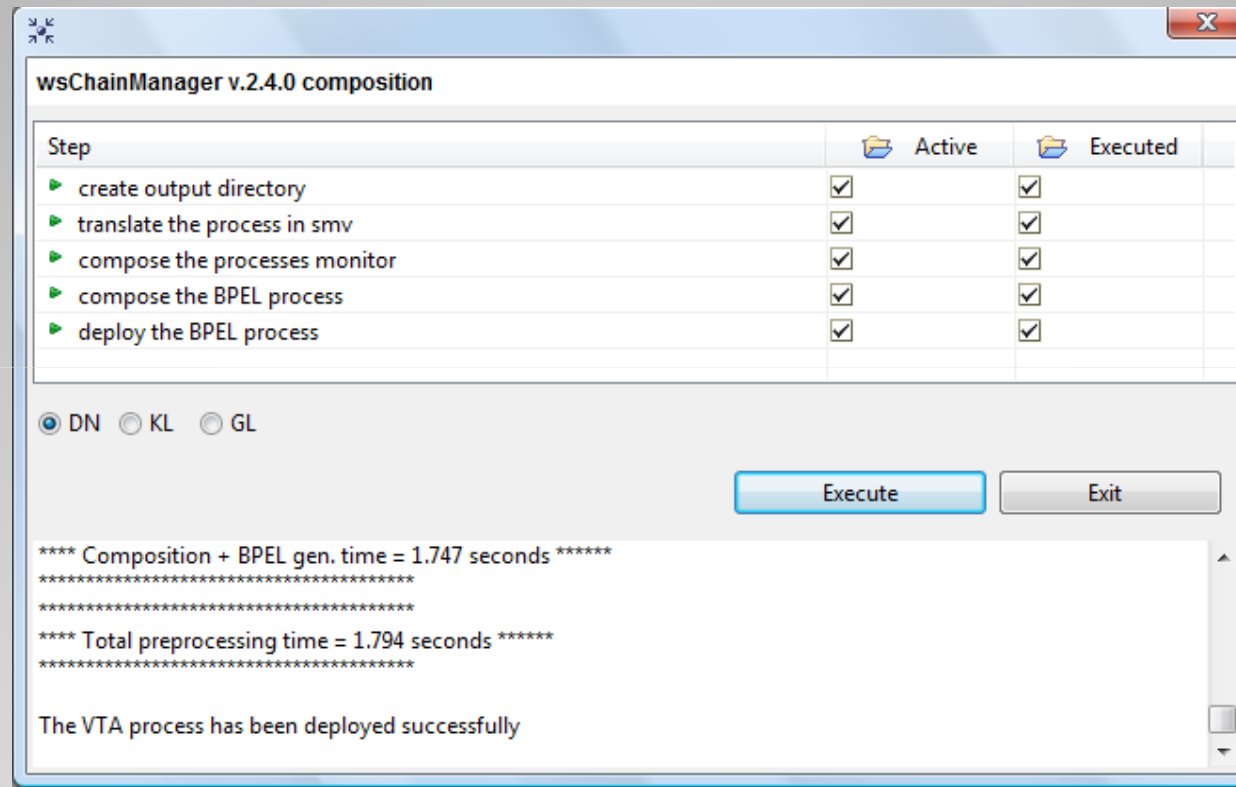 wsChainManager v.2.4.0 composition
Step Active Executed
create output directory
translate the process in smv
compose the processes monitor
compose the BPEL process
deploy the BPEL process
DN KL GL
Execute Exit
**** Composition + BPEL gen. time = 1.747 seconds ******
****************************************
****************************************
**** Total preprocessing time = 1.794 seconds ******
****************************************
The VTA process has been deployed successfully